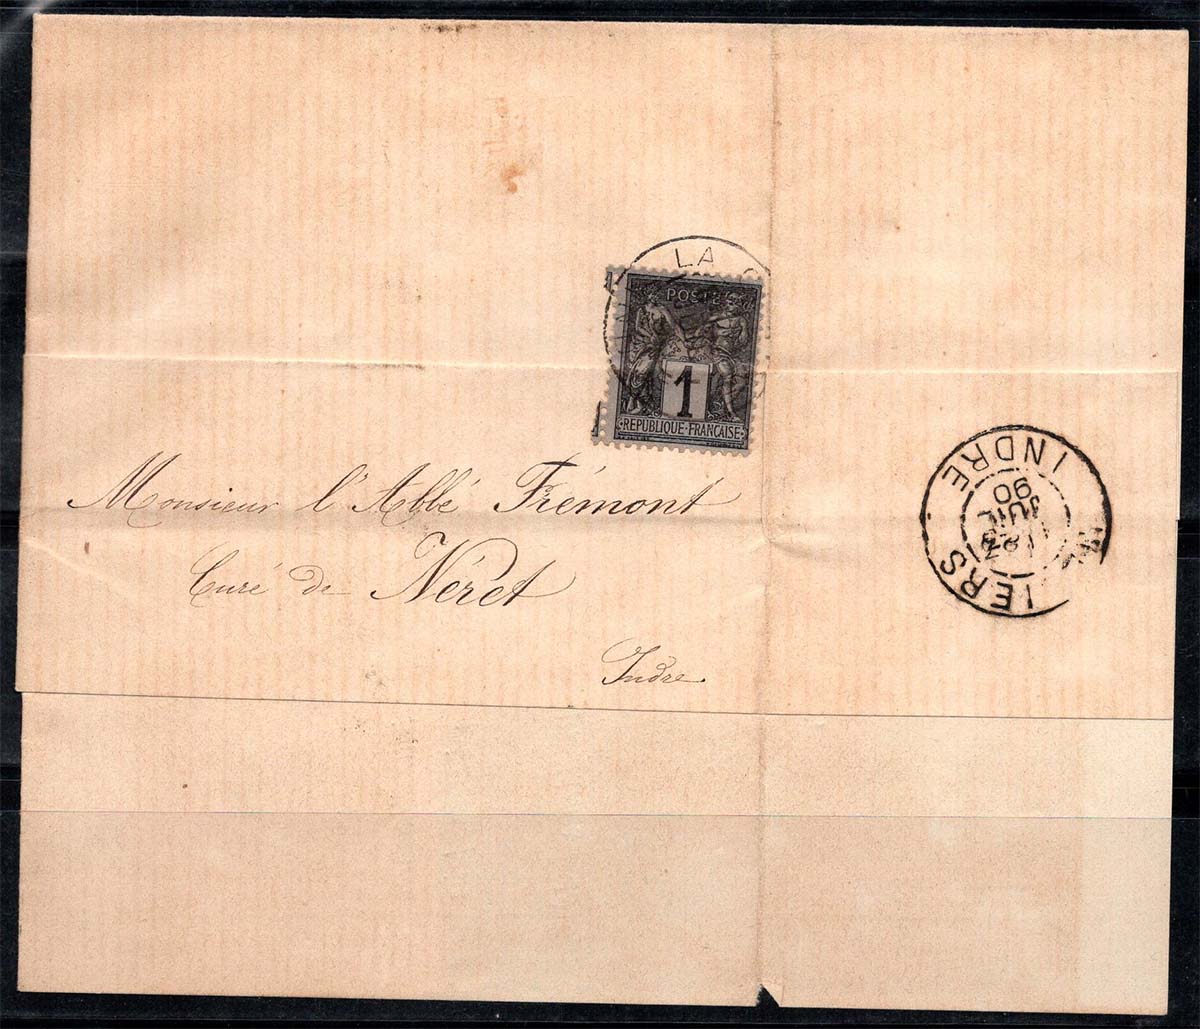 LA
POSTE
1
REPUBLIQUE·FRANCAISE
Monsieur l'Abbé Frémont
Curé de Néret
Indre
IERS
INDRE
JUIL
90